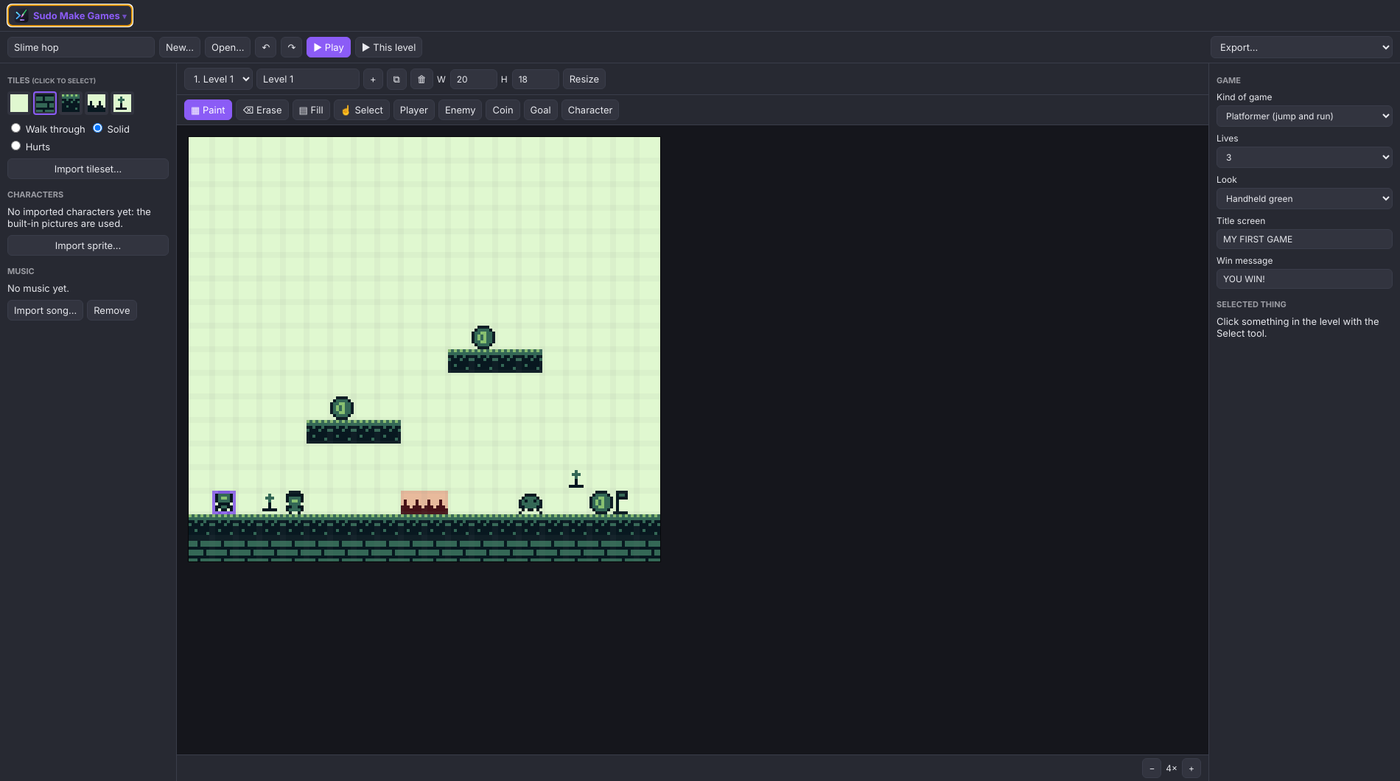 Sudo Make Games ▾
Slime hop
New...
Open...
▶ Play
▶ This level
Export...
TILES (CLICK TO SELECT)
Walk through
Solid
Hurts
Import tileset...
CHARACTERS
No imported characters yet: the
built-in pictures are used.
Import sprite...
MUSIC
No music yet.
Import song...
Remove
1. Level 1
Level 1
+
W
20
H
18
Resize
Paint
Erase
Fill
Select
Player
Enemy
Coin
Goal
Character
−
4×
+
GAME
Kind of game
Platformer (jump and run)
Lives
3
Look
Handheld green
Title screen
MY FIRST GAME
Win message
YOU WIN!
SELECTED THING
Click something in the level with the
Select tool.